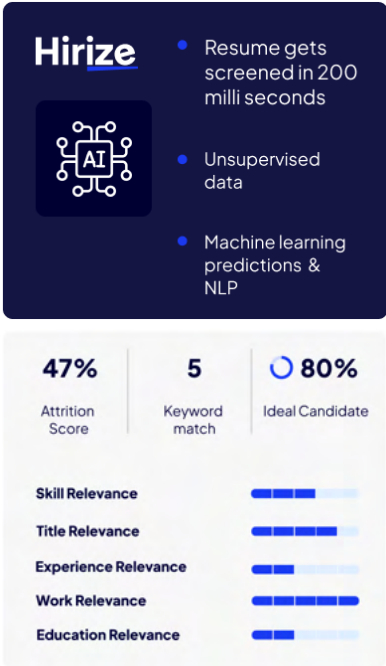 Hirize
AI
Resume gets
screened in 200
milli seconds
Unsupervised
data
Machine learning
predictions &
NLP
47%
Attrition
Score
5
Keyword
match
80%
Ideal Candidate
Skill Relevance
Title Relevance
Experience Relevance
Work Relevance
Education Relevance